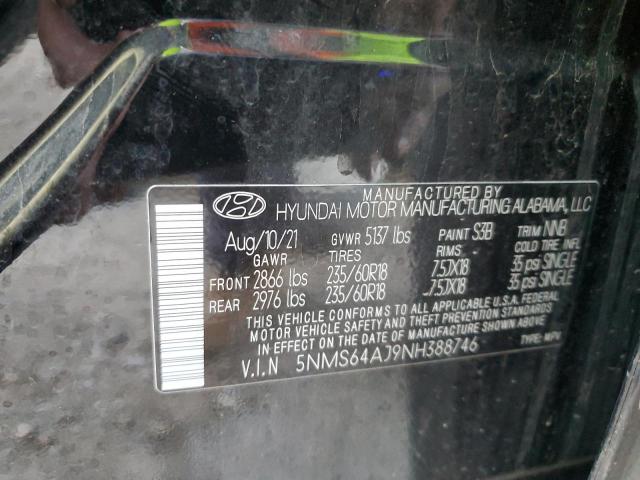 MANUFACTURED BY
HYUNDAI MOTOR MANUFACTURING ALABAMA, LLC
Aug/10/21 GVWR 5137 lbs PAINT S3B TRIM NNB
GAWR TIRES RIMS COLD TIRE INFL
FRONT 2866 lbs 235/60R18 7.5JX18 35 psi SINGLE
REAR 2976 lbs 235/60R18 7.5JX18 35 psi SINGLE
THIS VEHICLE CONFORMS TO ALL APPLICABLE U.S.A. FEDERAL
MOTOR VEHICLE SAFETY, BUMPER, AND THEFT PREVENTION STANDARDS
IN EFFECT ON THE DATE OF MANUFACTURE SHOWN ABOVE.
V.I.N 5NMS64AJ9NH388746 TYPE: MPV